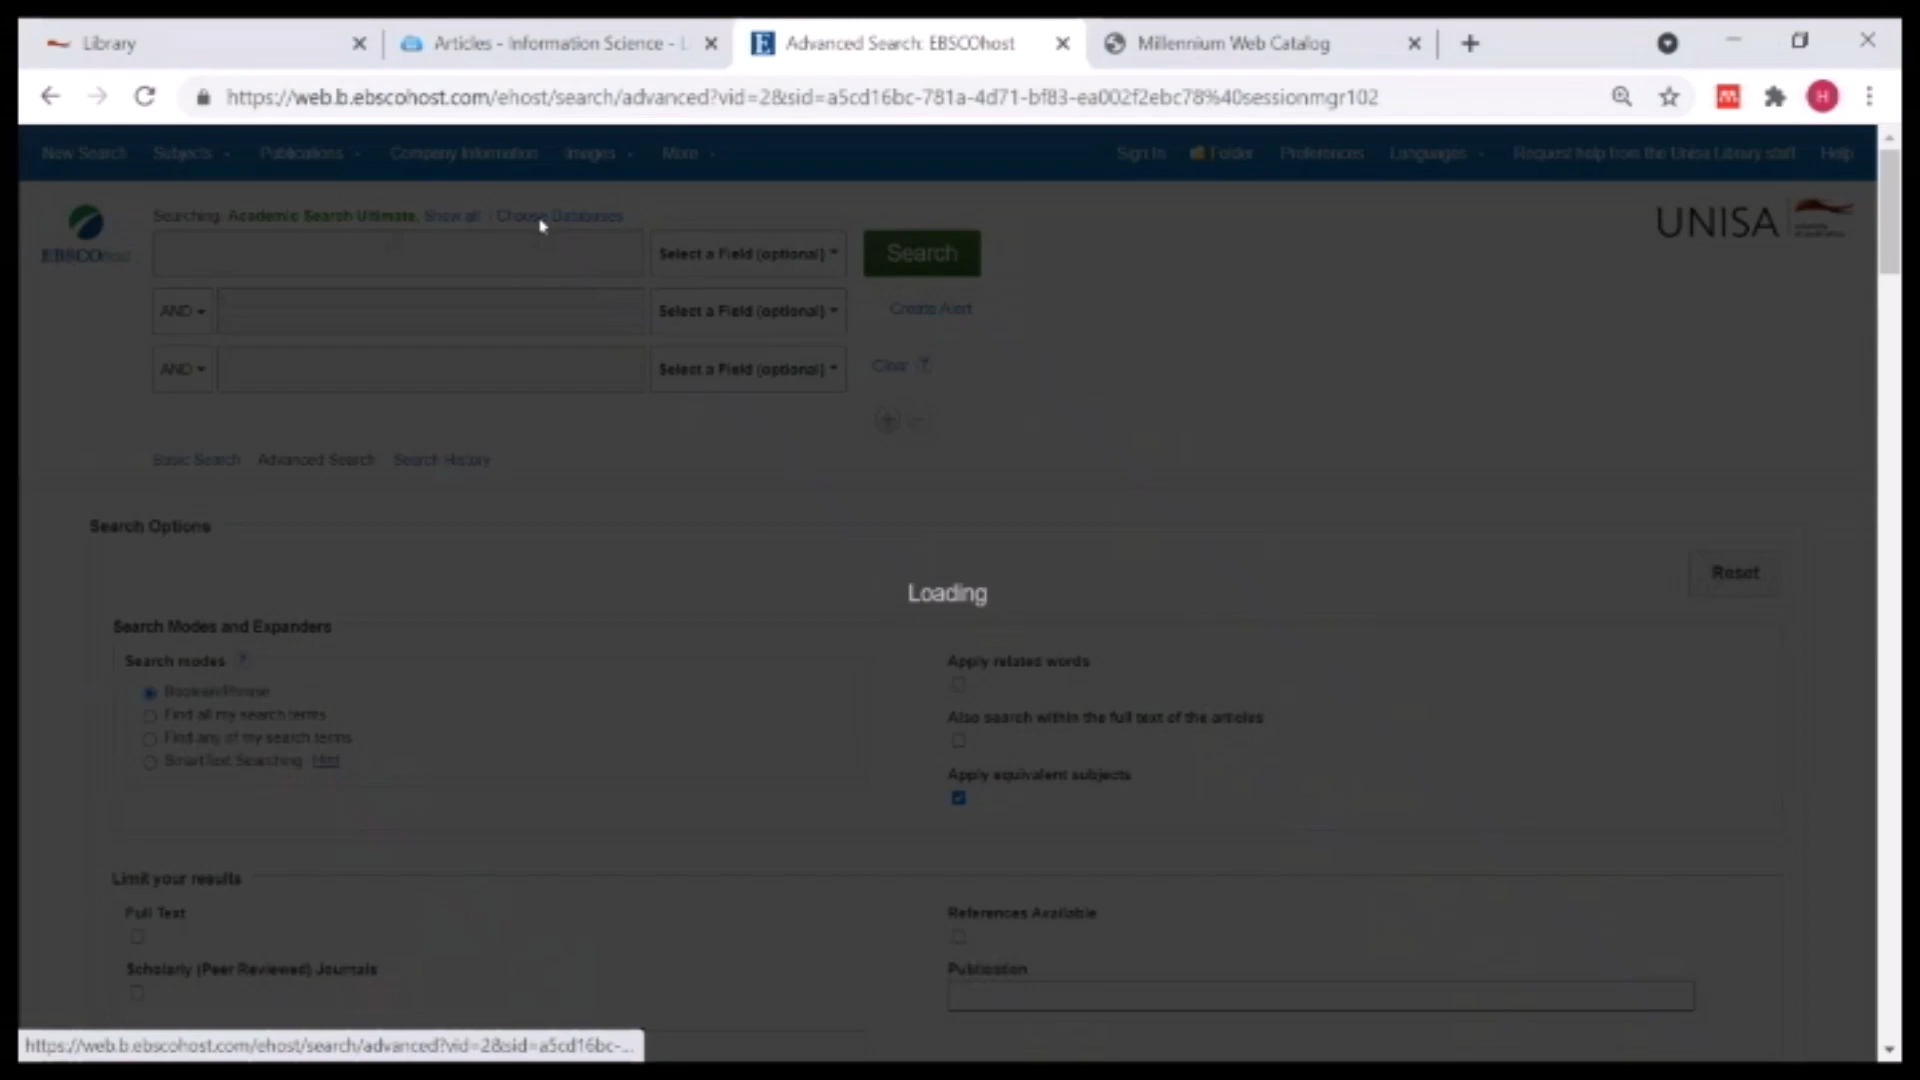 Library
Articles - Information Science - L
Advanced Search: EBSCOhost
Millennium Web Catalog
https://web.b.ebscohost.com/ehost/search/advanced?vid=2&sid=a5cd16bc-781a-4d71-bf83-ea002f2ebc78%40sessionmgr102
H
New Search Subjects Publications Company Information Images More Sign In Folder Preferences Languages Request help from the Unisa Library staff Help
Searching: Academic Search Ultimate, Show all | Choose Databases
EBSCOhost
UNISA
Select a Field (optional)
Search
AND
Select a Field (optional)
Create Alert
AND
Select a Field (optional)
Clear ?
Basic Search Advanced Search Search History
Search Options
Reset
Loading
Search Modes and Expanders
Search modes ?
Boolean/Phrase
Find all my search terms
Find any of my search terms
SmartText Searching Hint
Apply related words
Also search within the full text of the articles
Apply equivalent subjects
Limit your results
Full Text
References Available
Scholarly (Peer Reviewed) Journals
Publication
https://web.b.ebscohost.com/ehost/search/advanced?vid=2&sid=a5cd16bc-...